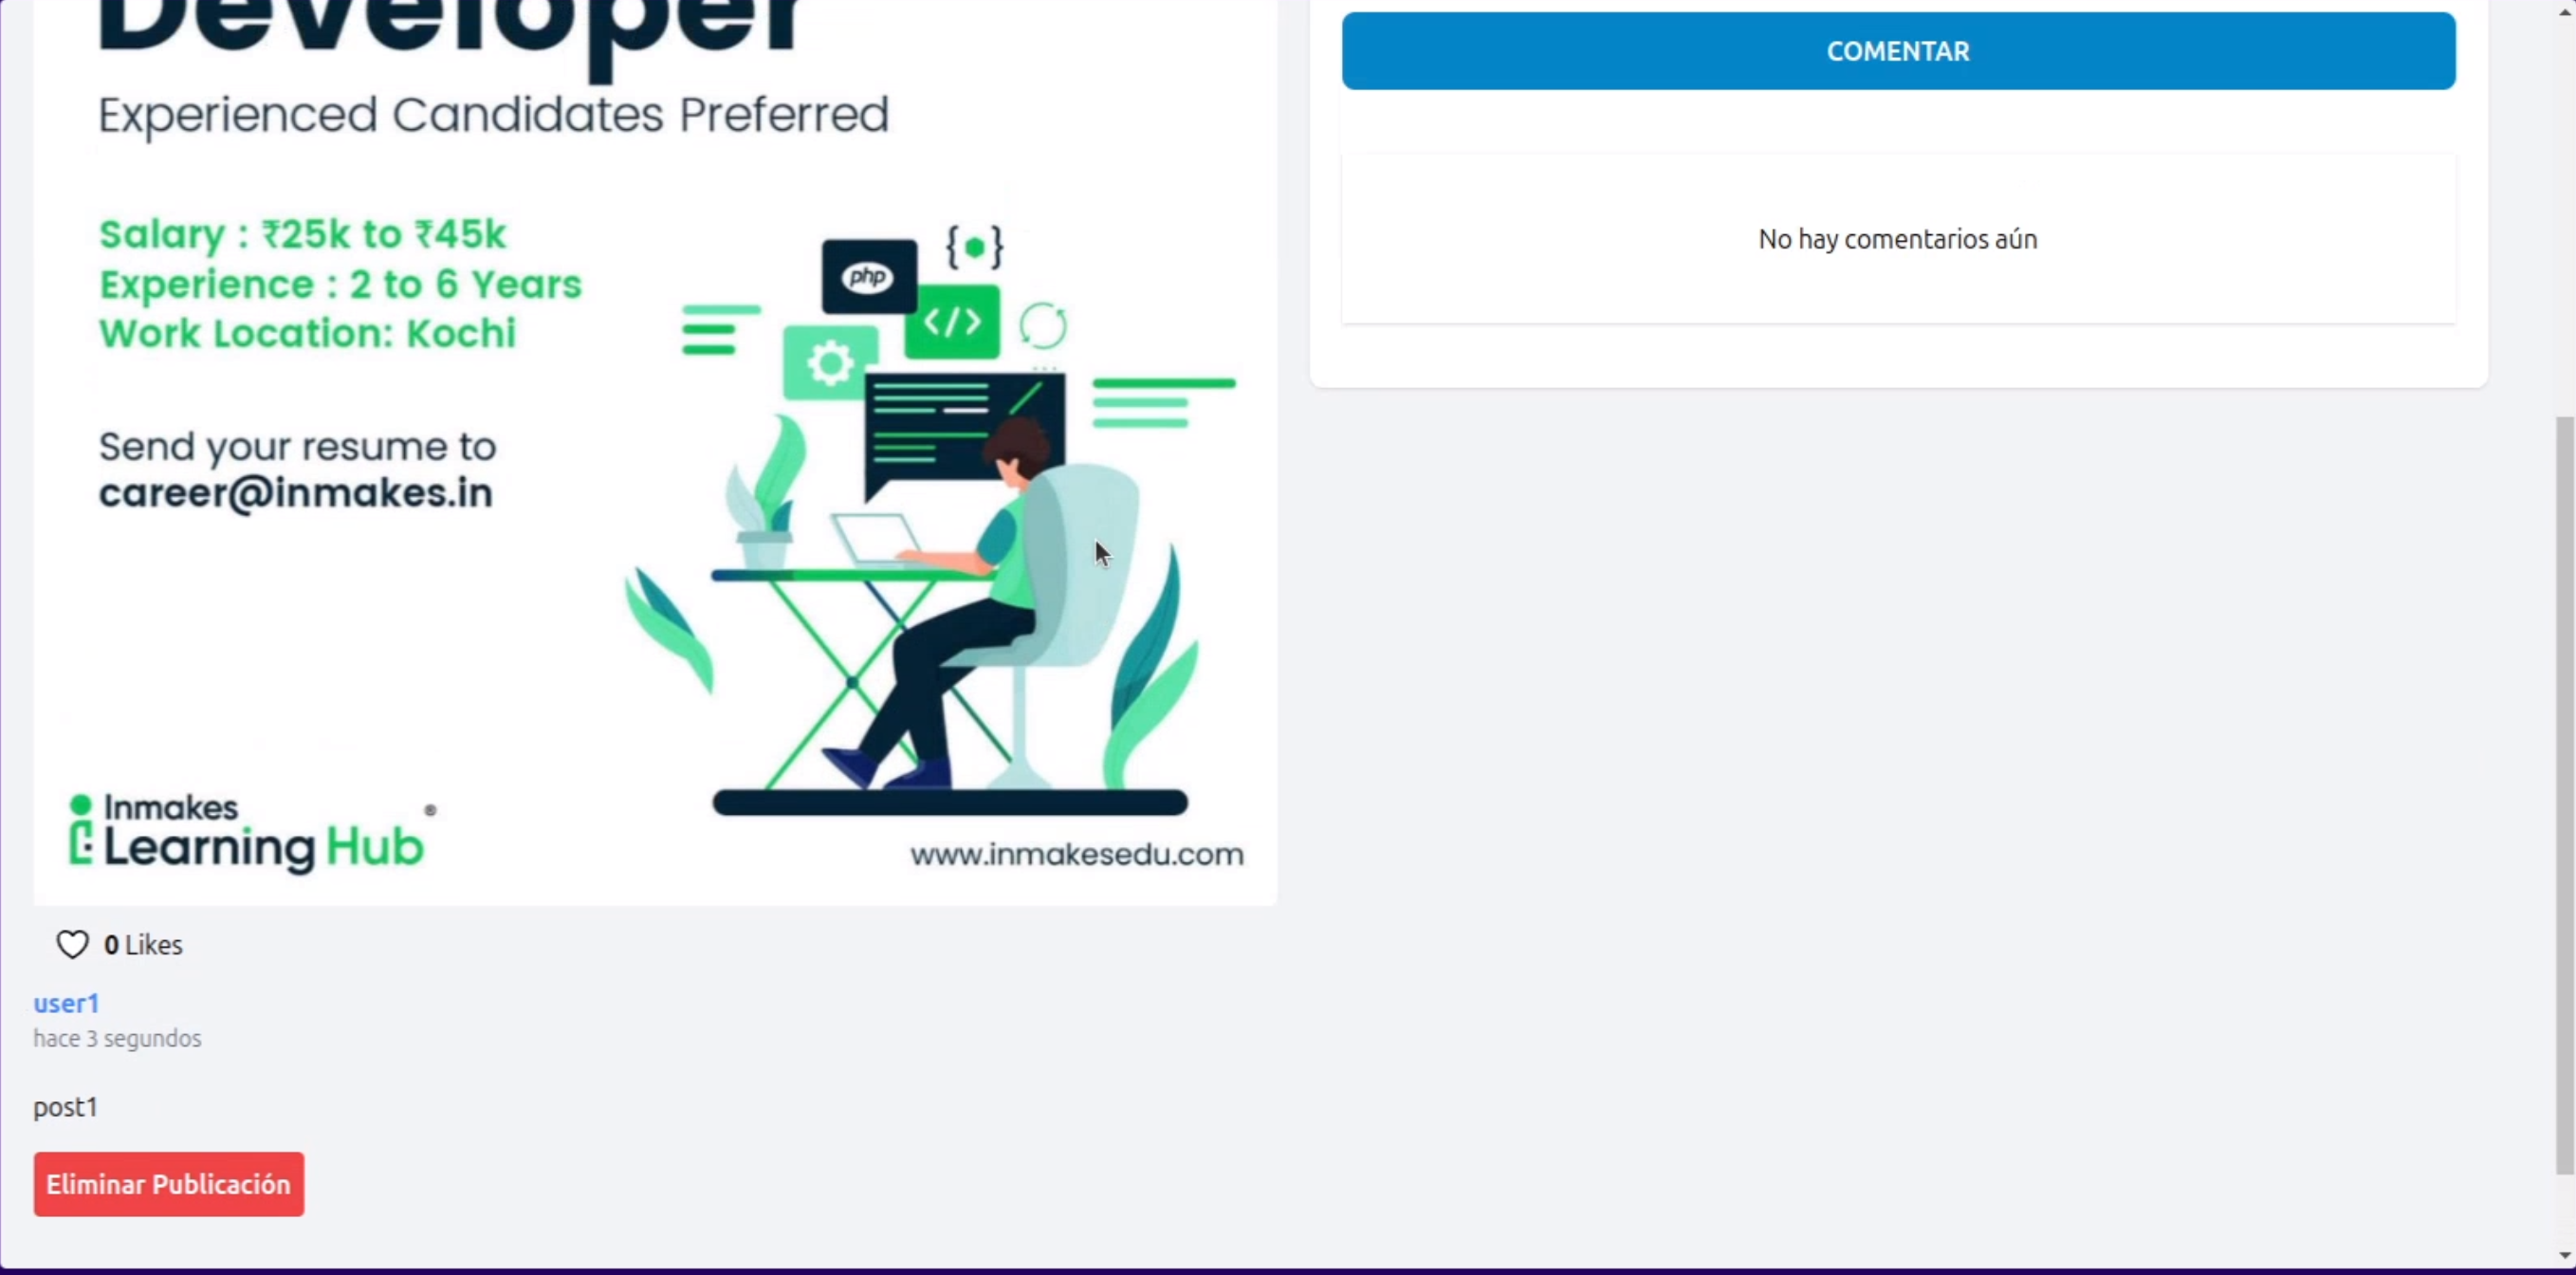 Developer
Experienced Candidates Preferred
Salary : ₹25k to ₹45k
Experience : 2 to 6 Years
Work Location: Kochi
Send your resume to
career@inmakes.in
php
{ }
</>
Inmakes
Learning Hub ®
www.inmakesedu.com
0 Likes
user1
hace 3 segundos
post1
Eliminar Publicación
COMENTAR
No hay comentarios aún